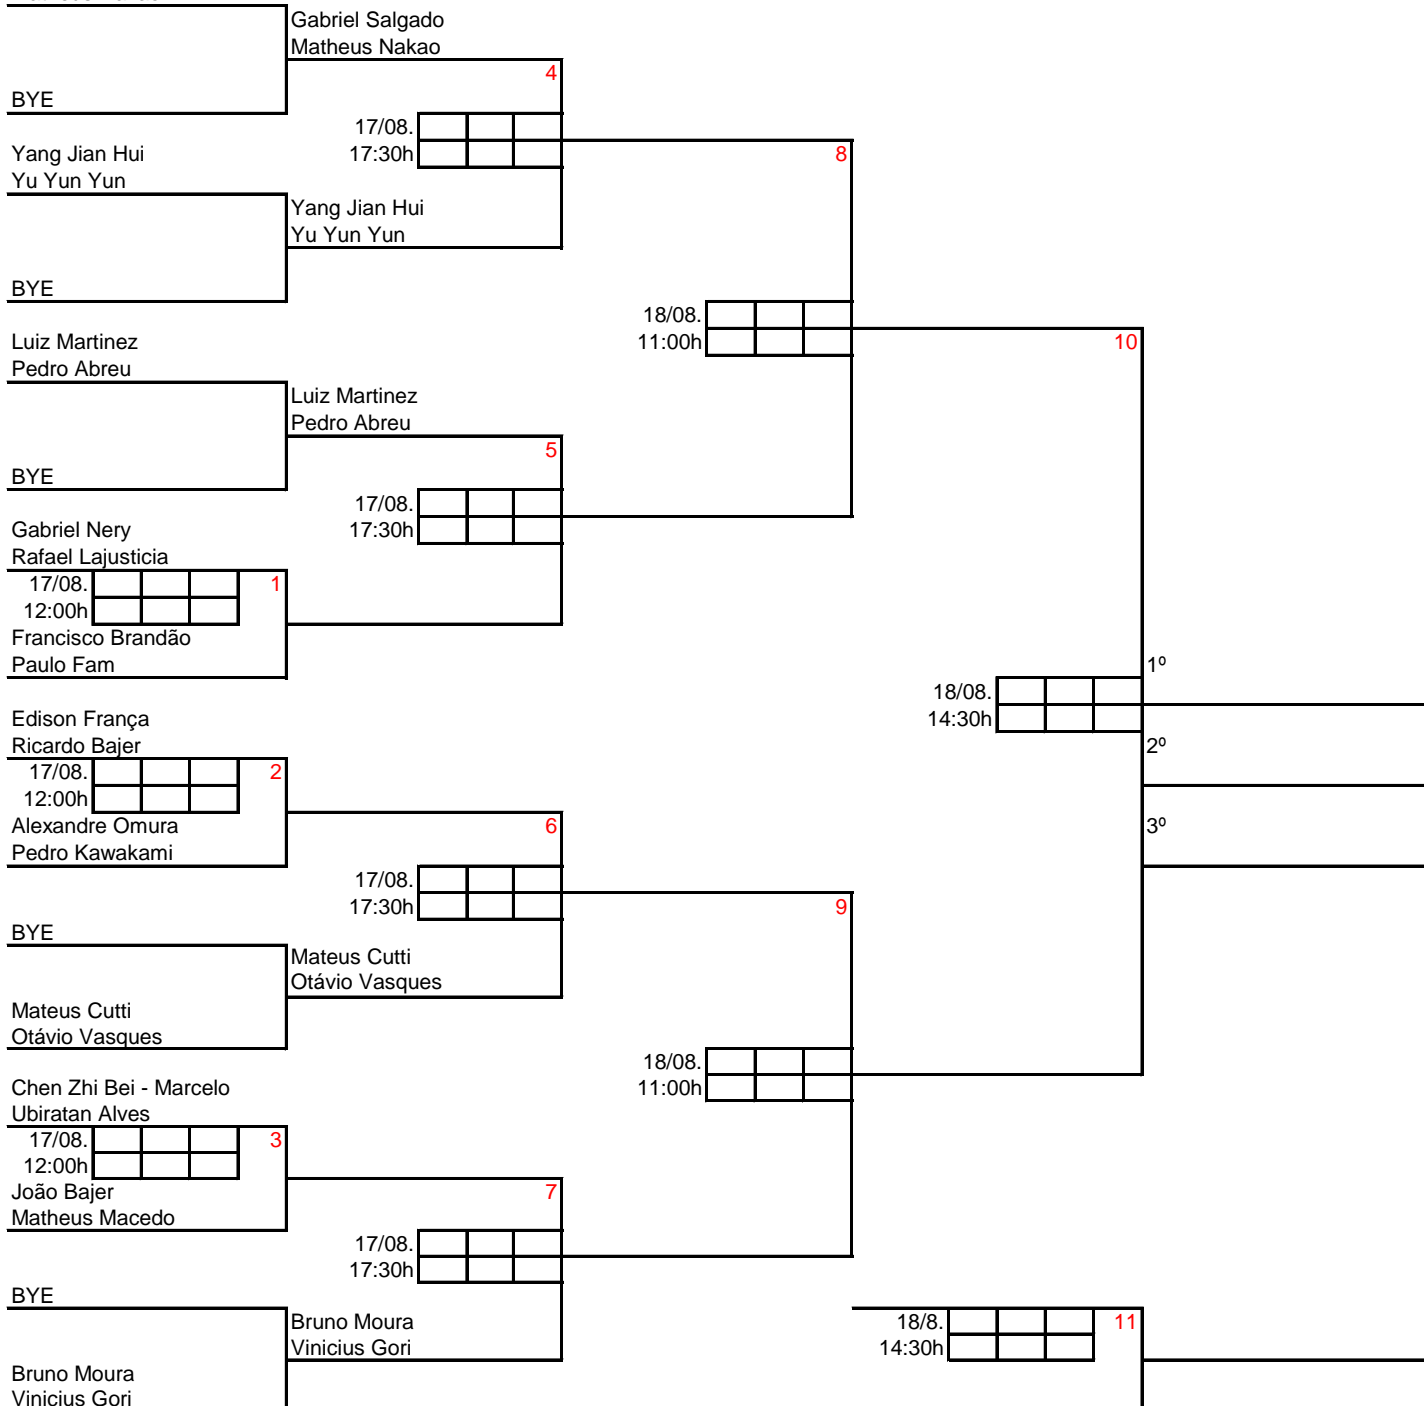 Gabriel Salgado
Matheus Nakao
4
BYE
17/08.
17:30h
8
Yang Jian Hui
Yu Yun Yun
Yang Jian Hui
Yu Yun Yun
BYE
18/08.
11:00h
10
Luiz Martinez
Pedro Abreu
Luiz Martinez
Pedro Abreu
5
BYE
17/08.
17:30h
Gabriel Nery
Rafael Lajusticia
17/08.
12:00h
1
Francisco Brandão
Paulo Fam
1º
18/08.
14:30h
2º
3º
Edison França
Ricardo Bajer
17/08.
12:00h
2
Alexandre Omura
Pedro Kawakami
6
17/08.
17:30h
9
BYE
Mateus Cutti
Otávio Vasques
Mateus Cutti
Otávio Vasques
18/08.
11:00h
Chen Zhi Bei - Marcelo
Ubiratan Alves
17/08.
12:00h
3
João Bajer
Matheus Macedo
7
17/08.
17:30h
BYE
Bruno Moura
Vinicius Gori
18/8.
14:30h
11
Bruno Moura
Vinicius Gori